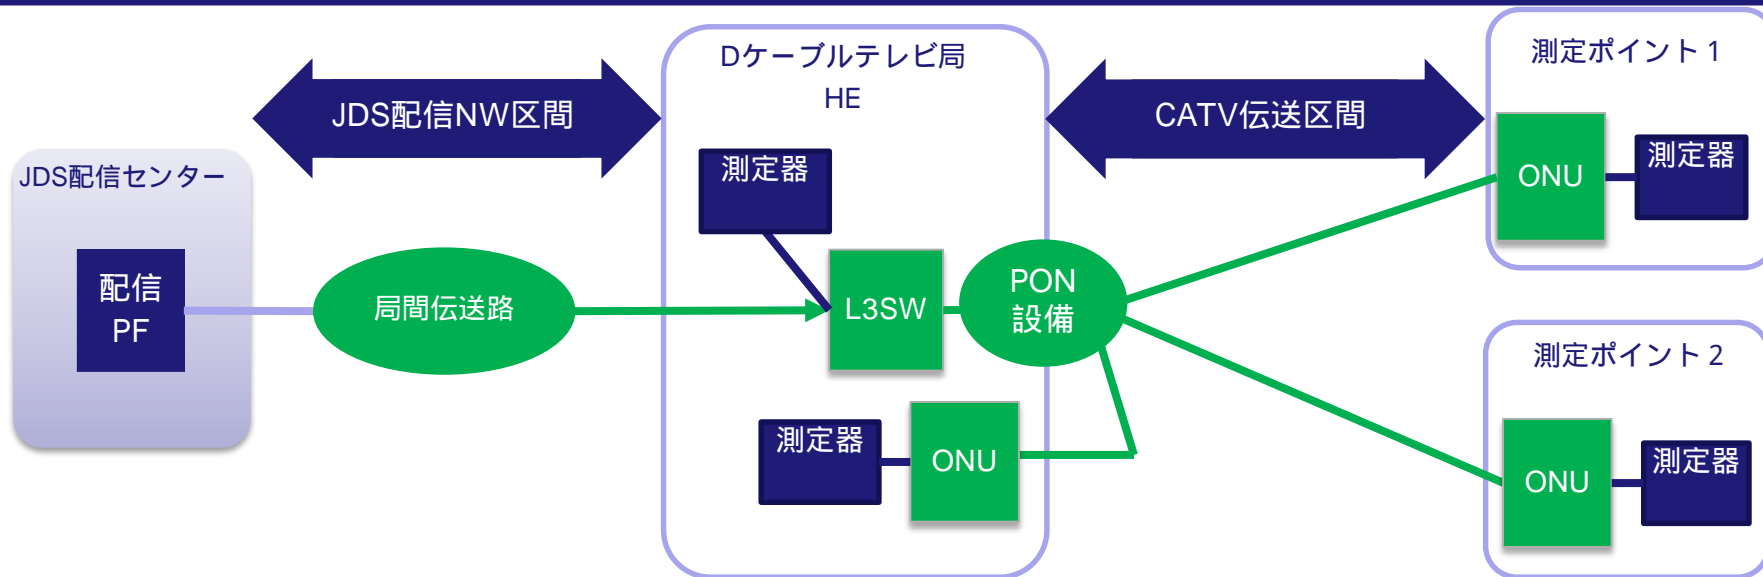 JDS配信センター
配信
PF
JDS配信NW区間
局間伝送路
Dケーブルテレビ局
HE
測定器
L3SW
PON
設備
測定器
ONU
CATV伝送区間
測定ポイント1
ONU
測定器
測定ポイント2
ONU
測定器